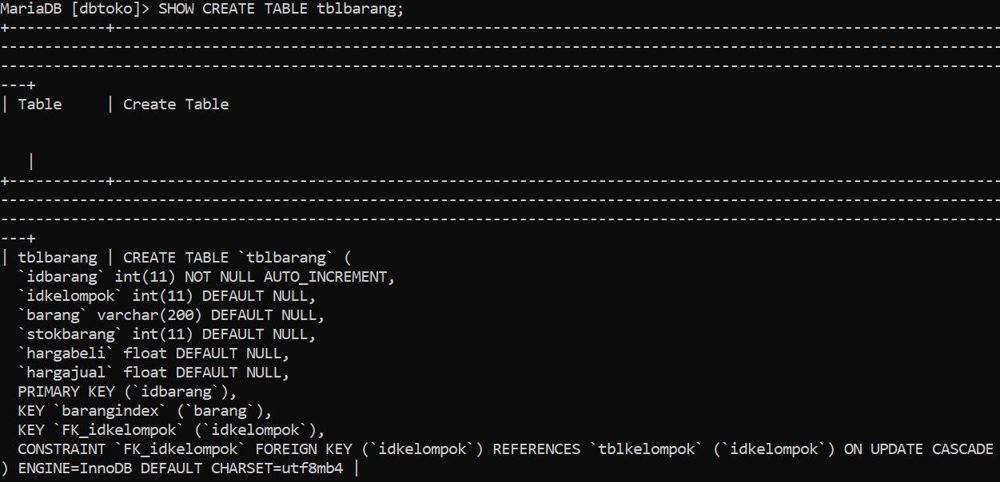 MariaDB [dbtoko]> SHOW CREATE TABLE tblbarang;
+-----------+-----------------------------------------------------------------------------------------------------
------------------------------------------------------------------------------------------------------------------
------------------------------------------------------------------------------------------------------------------
---+
| Table     | Create Table
   |
+-----------+-----------------------------------------------------------------------------------------------------
------------------------------------------------------------------------------------------------------------------
------------------------------------------------------------------------------------------------------------------
---+
| tblbarang | CREATE TABLE `tblbarang` (
  `idbarang` int(11) NOT NULL AUTO_INCREMENT,
  `idkelompok` int(11) DEFAULT NULL,
  `barang` varchar(200) DEFAULT NULL,
  `stokbarang` int(11) DEFAULT NULL,
  `hargabeli` float DEFAULT NULL,
  `hargajual` float DEFAULT NULL,
  PRIMARY KEY (`idbarang`),
  KEY `barangindex` (`barang`),
  KEY `FK_idkelompok` (`idkelompok`),
  CONSTRAINT `FK_idkelompok` FOREIGN KEY (`idkelompok`) REFERENCES `tblkelompok` (`idkelompok`) ON UPDATE CASCADE
) ENGINE=InnoDB DEFAULT CHARSET=utf8mb4 |